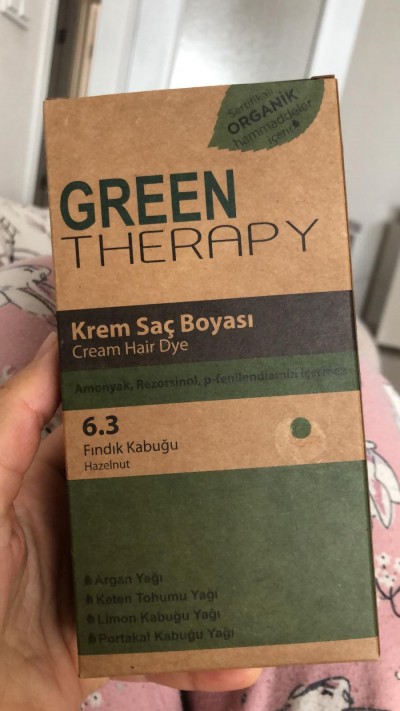 Sertifikalı
ORGANİK
hammaddeler
içerir
GREEN
THERAPY
Krem Saç Boyası
Cream Hair Dye
Amonyak, Rezorsinol, p-fenilendiamin içermez
6.3
Fındık Kabuğu
Hazelnut
Argan Yağı
Keten Tohumu Yağı
Limon Kabuğu Yağı
Portakal Kabuğu Yağı